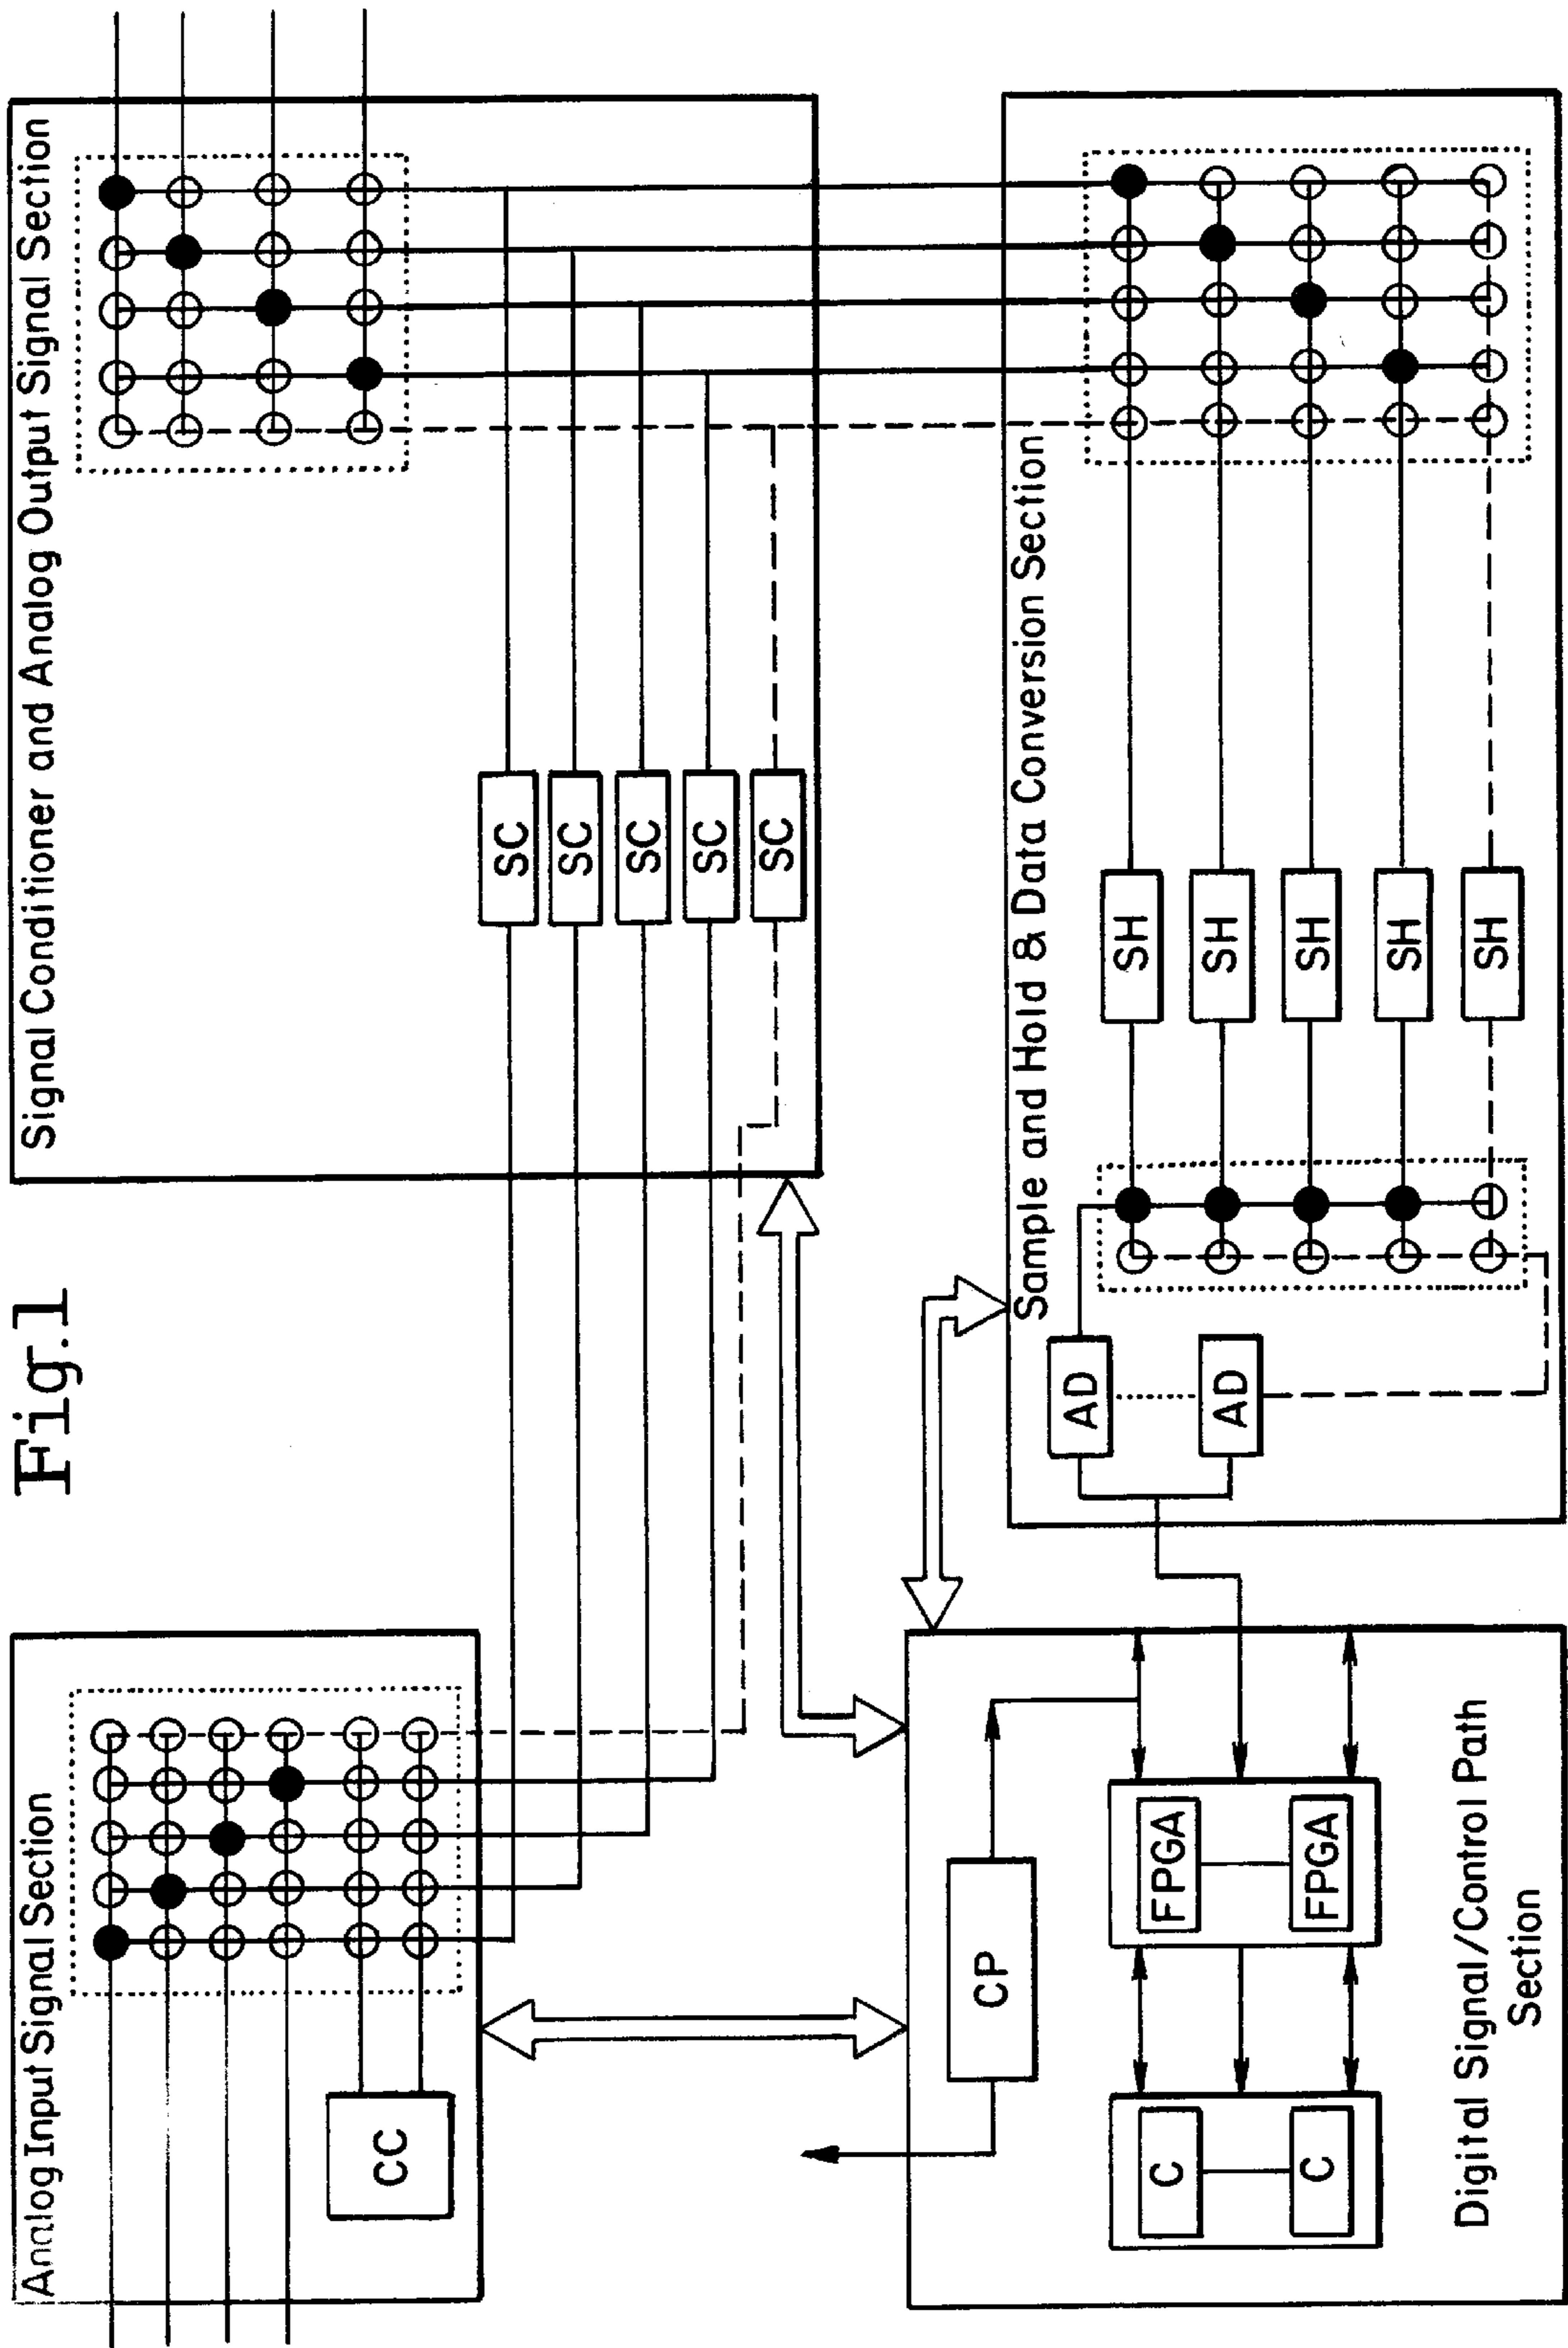 Fig.1
Analog Input Signal Section
CC
Signal Conditioner and Analog Output Signal Section
SC
SC
SC
SC
SC
Digital Signal/Control Path
Section
CP
C
C
FPGA
FPGA
Sample and Hold & Data Conversion Section
AD
AD
SH
SH
SH
SH
SH